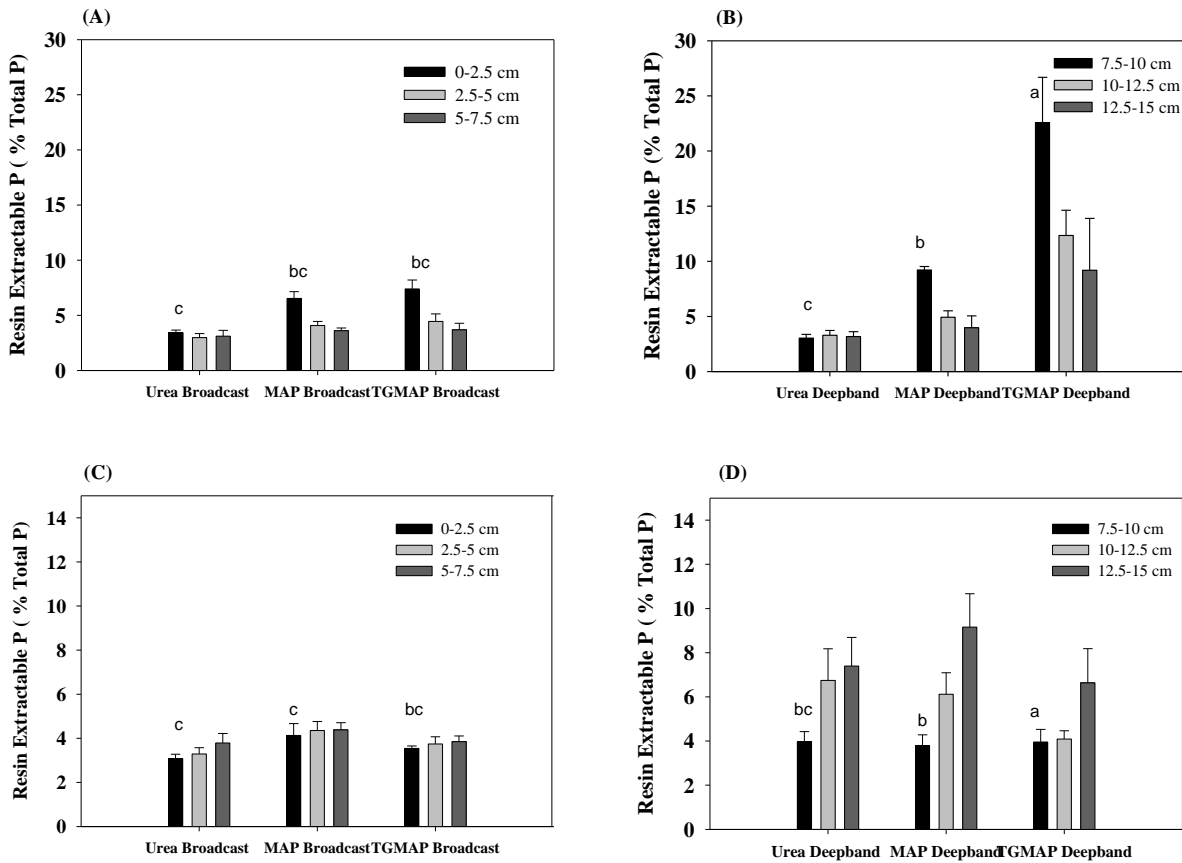 (A)
Resin Extractable P ( % Total P)
30
25
20
15
10
5
0
0-2.5 cm
2.5-5 cm
5-7.5 cm
c
bc
bc
Urea Broadcast
MAP Broadcast
TGMAP Broadcast
(B)
Resin Extractable P (% Total P)
30
25
20
15
10
5
0
7.5-10 cm
10-12.5 cm
12.5-15 cm
c
b
a
Urea Deepband
MAP Deepband
TGMAP Deepband
(C)
Resin Extractable P ( % Total P)
14
12
10
8
6
4
2
0
0-2.5 cm
2.5-5 cm
5-7.5 cm
c
c
bc
Urea Broadcast
MAP Broadcast
TGMAP Broadcast
(D)
Resin Extractable P ( % Total P)
14
12
10
8
6
4
2
0
7.5-10 cm
10-12.5 cm
12.5-15 cm
bc
b
a
Urea Deepband
MAP Deepband
TGMAP Deepband